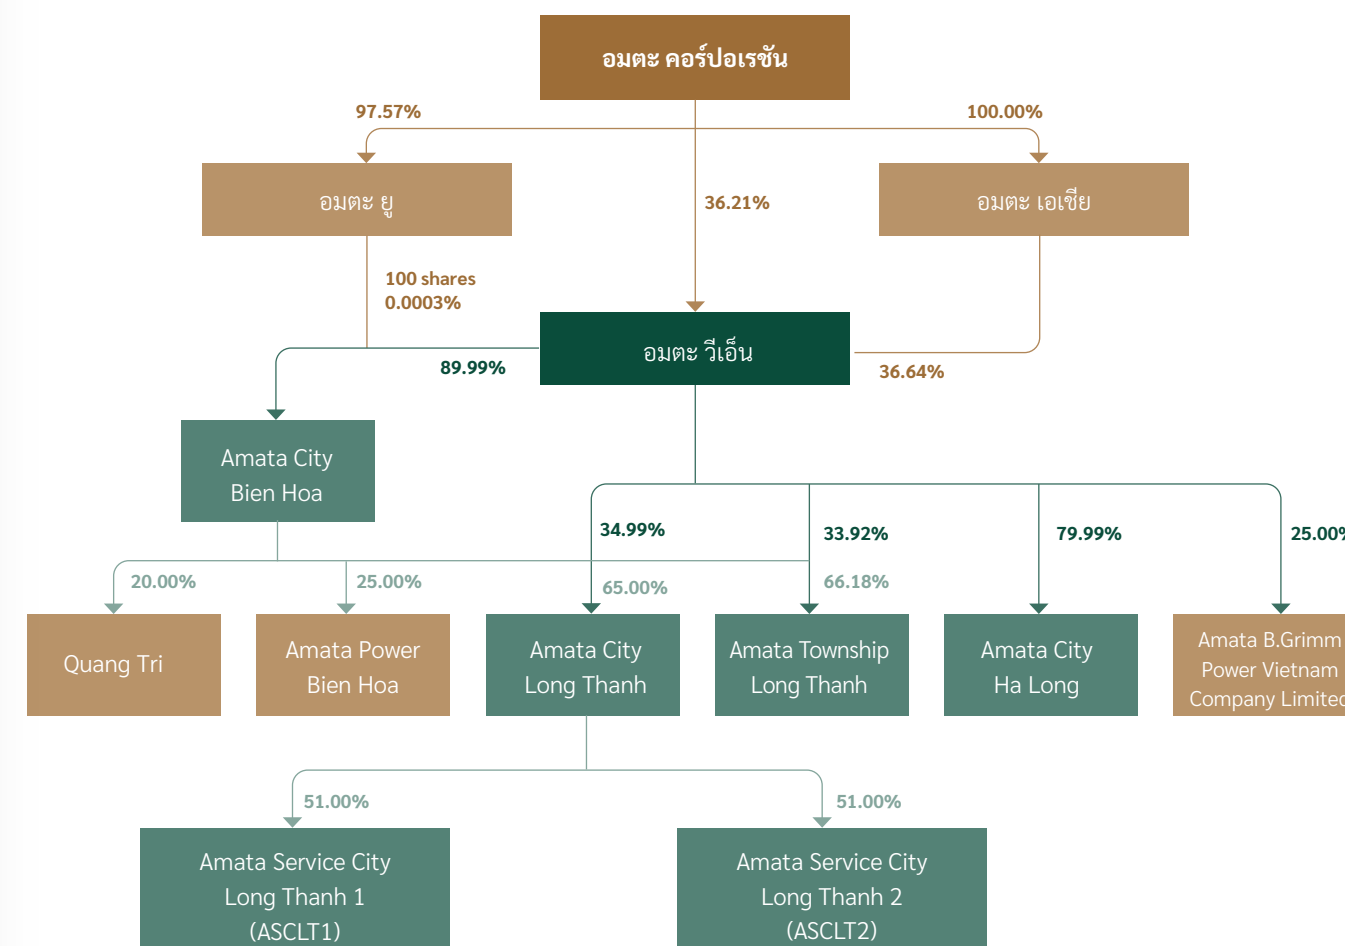 อมตะ คอร์ปอเรชัน
97.57%
100.00%
อมตะ ยู
36.21%
อมตะ เอเชีย
100 shares
0.0003%
อมตะ วีเอ็น
89.99%
36.64%
Amata City
Bien Hoa
34.99%
33.92%
79.99%
25.00%
20.00%
25.00%
65.00%
66.18%
Quang Tri
Amata Power
Bien Hoa
Amata City
Long Thanh
Amata Township
Long Thanh
Amata City
Ha Long
Amata B.Grimm
Power Vietnam
Company Limited
51.00%
51.00%
Amata Service City
Long Thanh 1
(ASCLT1)
Amata Service City
Long Thanh 2
(ASCLT2)